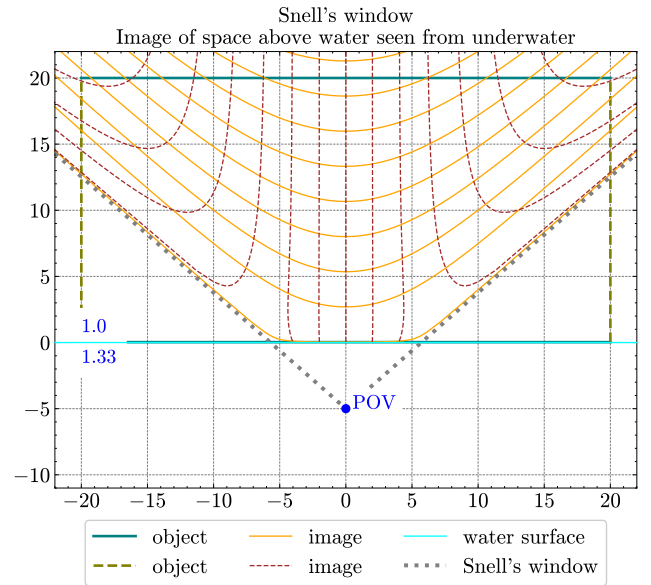 Snell's window
Image of space above water seen from underwater
20
15
10
5
0
−5
−10
1.0
1.33
POV
−20 −15 −10 −5 0 5 10 15 20
object image water surface
object image Snell's window